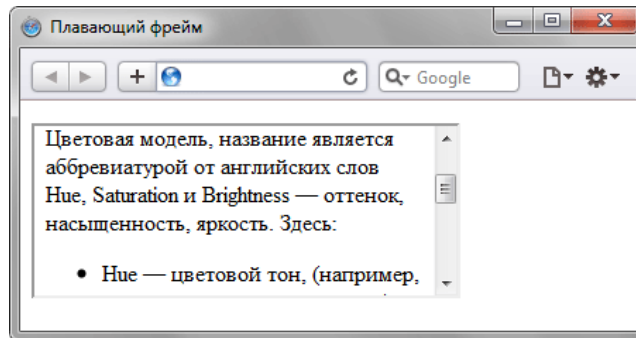 Плавающий фрейм
Google
Цветовая модель, название является
аббревиатурой от английских слов
Hue, Saturation и Brightness — оттенок,
насыщенность, яркость. Здесь:
• Hue — цветовой тон, (например,